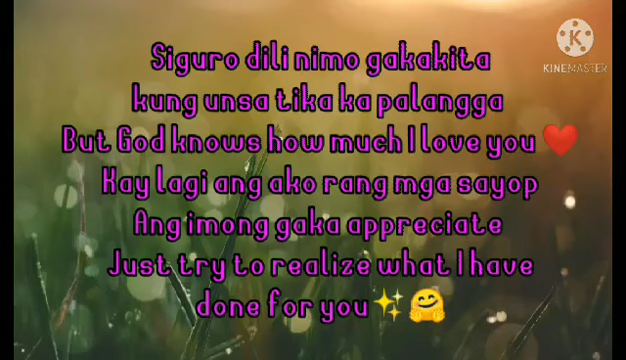 KINEMASTER
Siguro dili nimo gakakita
kung unsa tika ka palangga
But God knows how much I love you ❤️
Kay lagi ang ako rang mga sayop
Ang imong gaka appreciate
Just try to realize what I have
done for you✨🤗